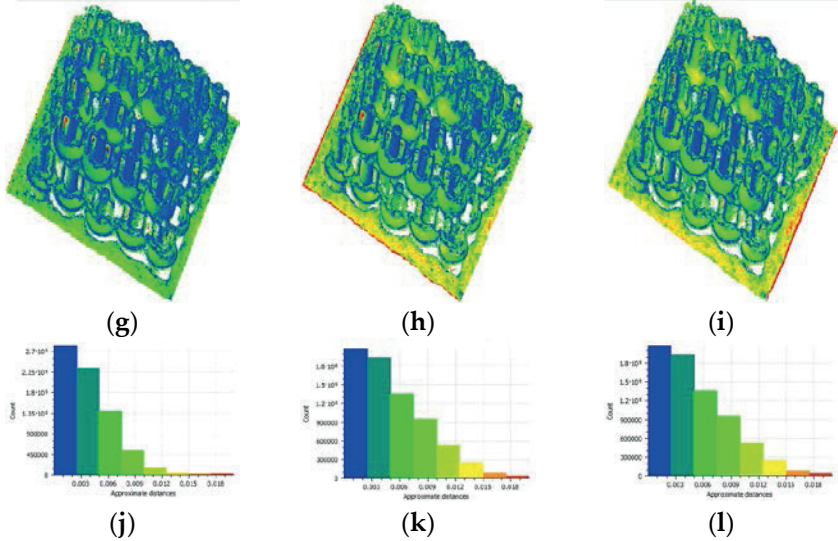 (g)
(h)
(i)
2.7·10⁶
2.25·10⁶
1.8·10⁶
1.35·10⁶
900000
450000
0
Count
0.003 0.006 0.009 0.012 0.015 0.018
Approximate distances
1.8·10⁶
1.5·10⁶
1.2·10⁶
900000
600000
300000
0
Count
0.003 0.006 0.009 0.012 0.015 0.018
Approximate distances
1.8·10⁶
1.5·10⁶
1.2·10⁶
900000
600000
300000
0
Count
0.003 0.006 0.009 0.012 0.015 0.018
Approximate distances
(j)
(k)
(l)